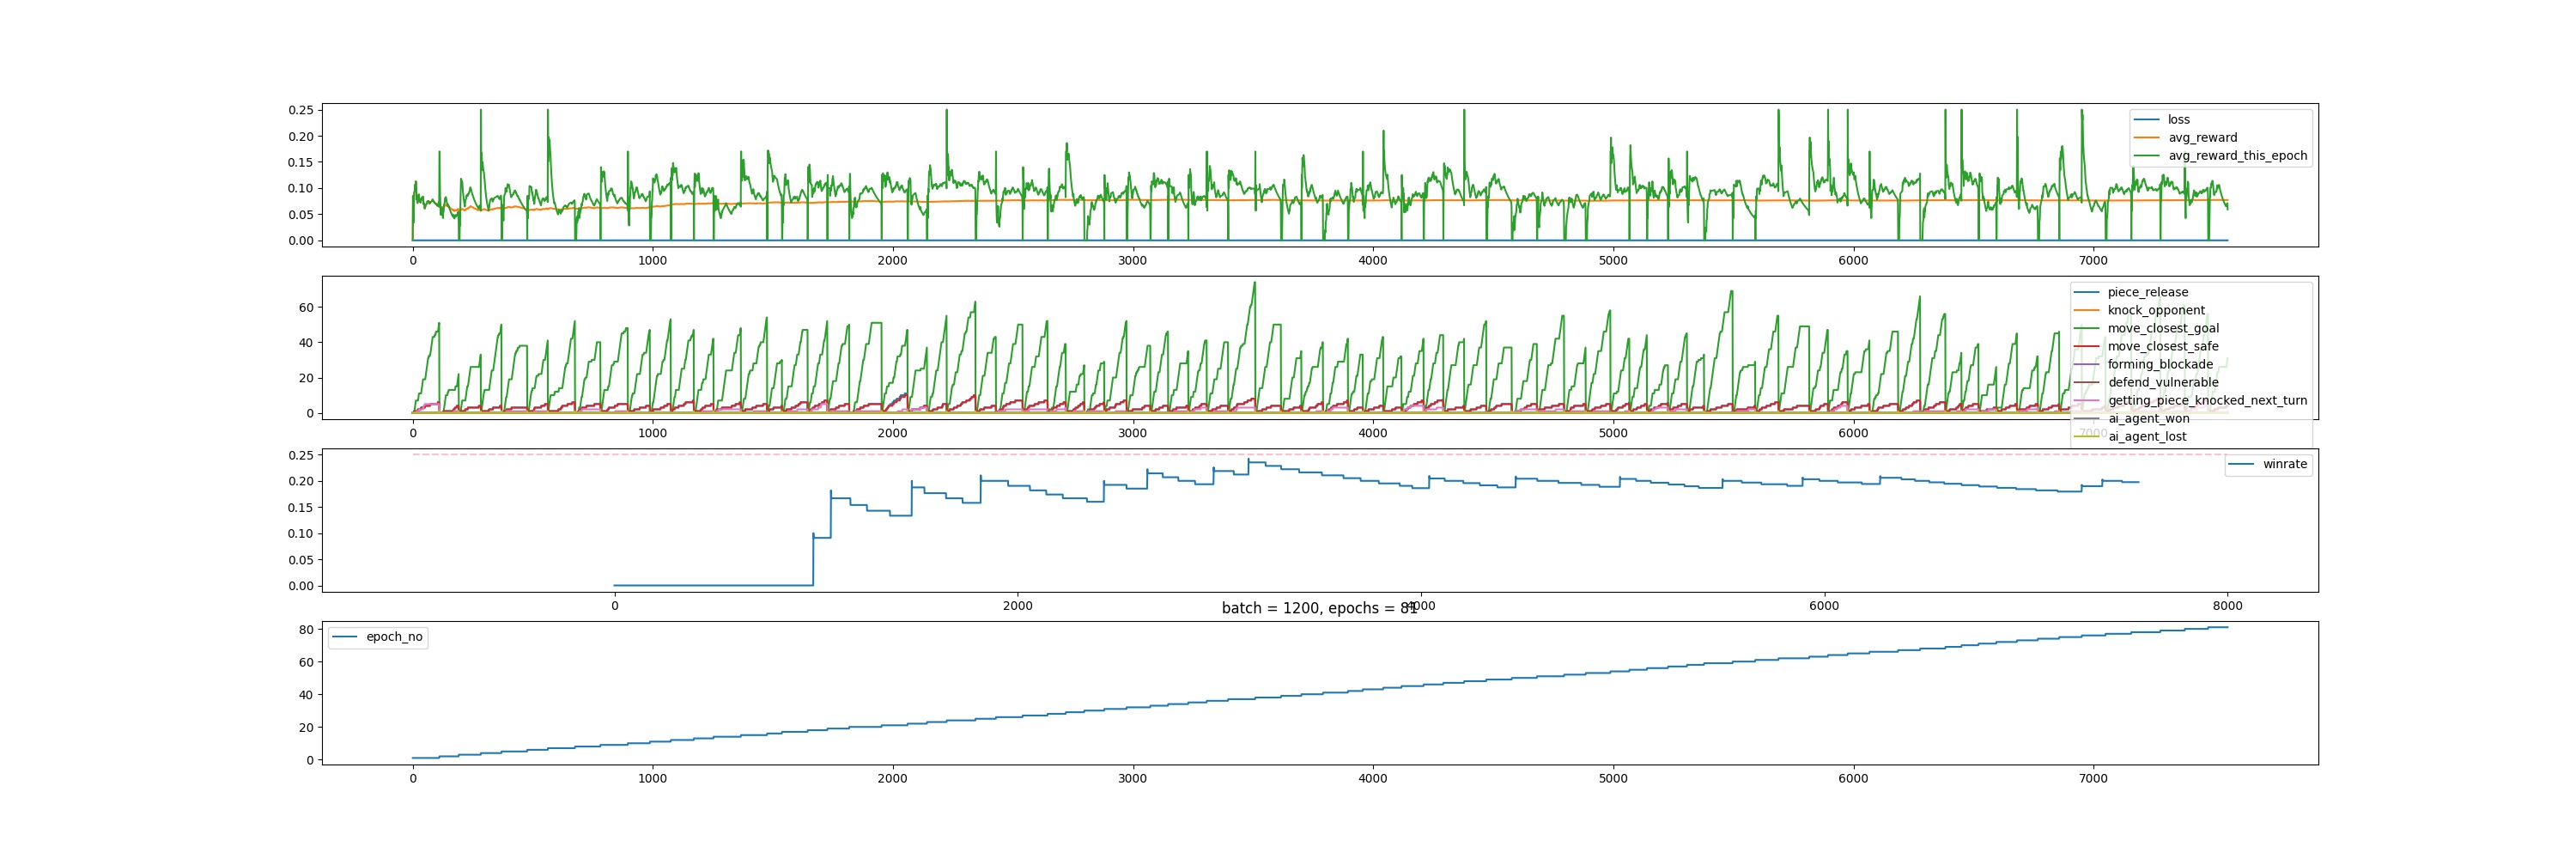 0.25
0.20
0.15
0.10
0.05
0.00
loss
avg_reward
avg_reward_this_epoch
0 1000 2000 3000 4000 5000 6000 7000
60
40
20
0
piece_release
knock_opponent
move_closest_goal
move_closest_safe
forming_blockade
defend_vulnerable
getting_piece_knocked_next_turn
ai_agent_won
ai_agent_lost
0 1000 2000 3000 4000 5000 6000 7000
0.25
0.20
0.15
0.10
0.05
0.00
winrate
0 2000 4000 6000 8000
batch = 1200, epochs = 81
80
60
40
20
0
epoch_no
0 1000 2000 3000 4000 5000 6000 7000